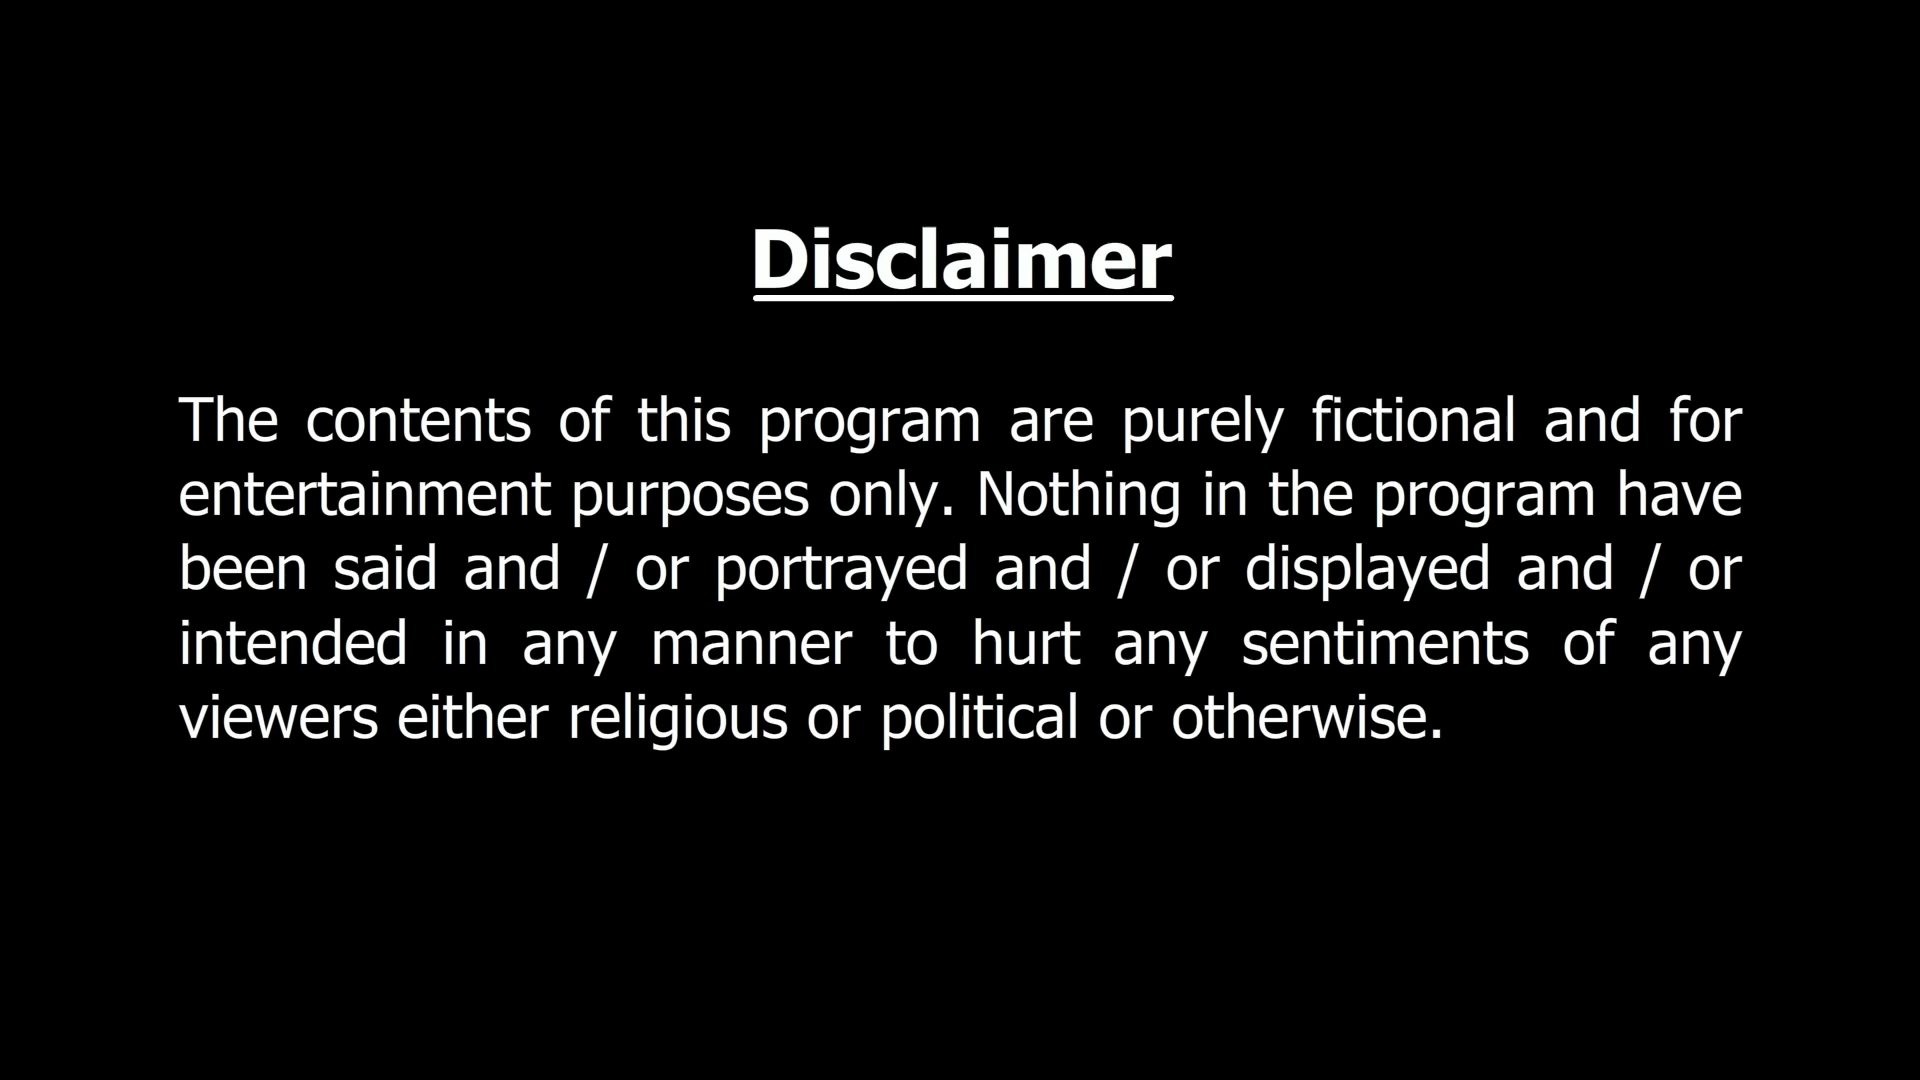 Disclaimer
The contents of this program are purely fictional and for
entertainment purposes only. Nothing in the program have
been said and / or portrayed and / or displayed and / or
intended in any manner to hurt any sentiments of any
viewers either religious or political or otherwise.